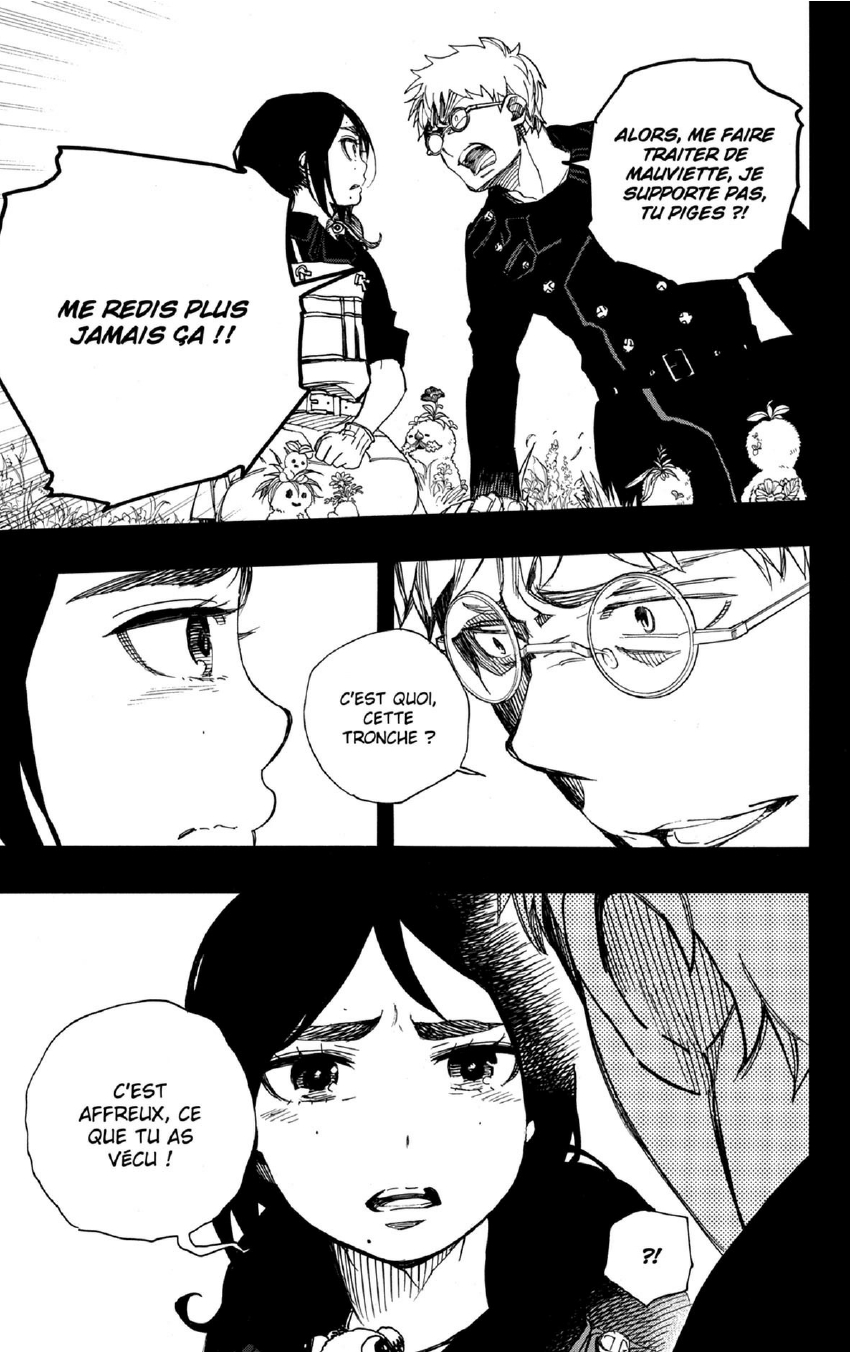 ALORS, ME FAIRE
TRAITER DE
MAUVIETTE, JE
SUPPORTE PAS,
TU PIGES ?!
ME REDIS PLUS
JAMAIS ÇA !!
C'EST QUOI,
CETTE
TRONCHE ?
C'EST
AFFREUX, CE
QUE TU AS
VÉCU !
?!